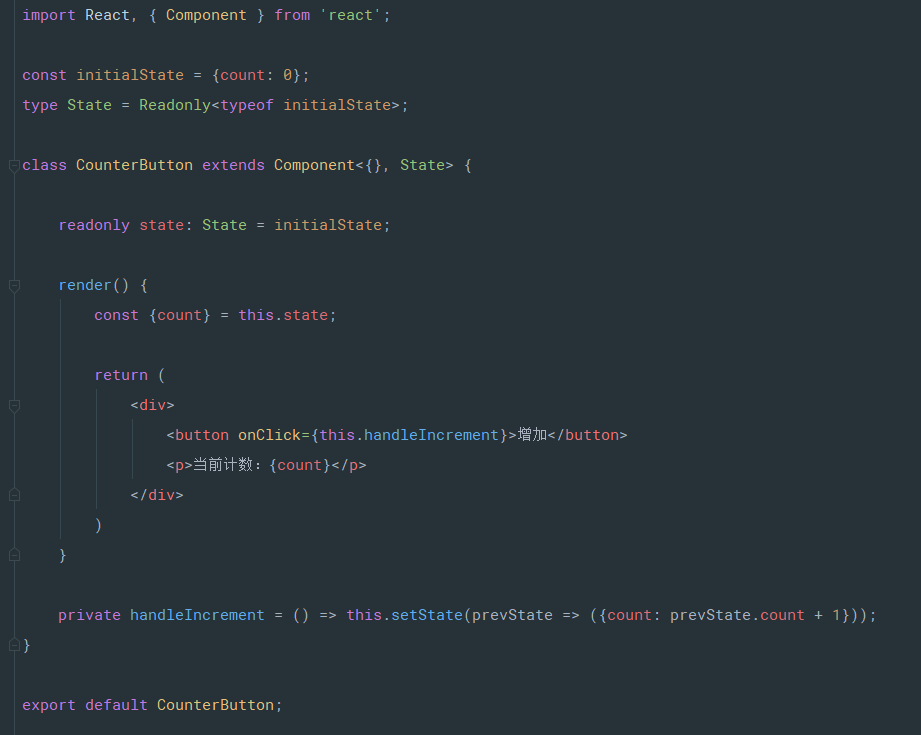 import React, { Component } from 'react';
const initialState = {count: 0};
type State = Readonly<typeof initialState>;
class CounterButton extends Component<{}, State> {
readonly state: State = initialState;
render() {
const {count} = this.state;
return (
<div>
<button onClick={this.handleIncrement}>增加</button>
<p>当前计数：{count}</p>
</div>
)
}
private handleIncrement = () => this.setState(prevState => ({count: prevState.count + 1}));
}
export default CounterButton;